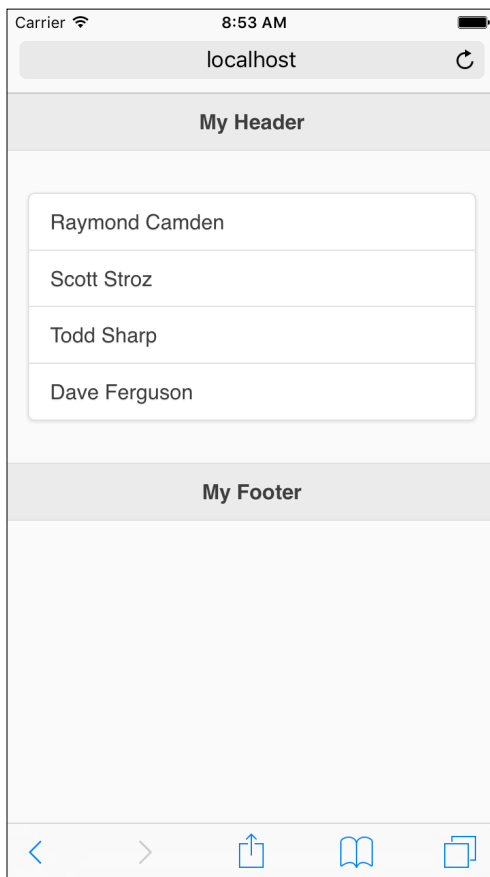 Carrier 8:53 AM
localhost
My Header
Raymond Camden
Scott Stroz
Todd Sharp
Dave Ferguson
My Footer